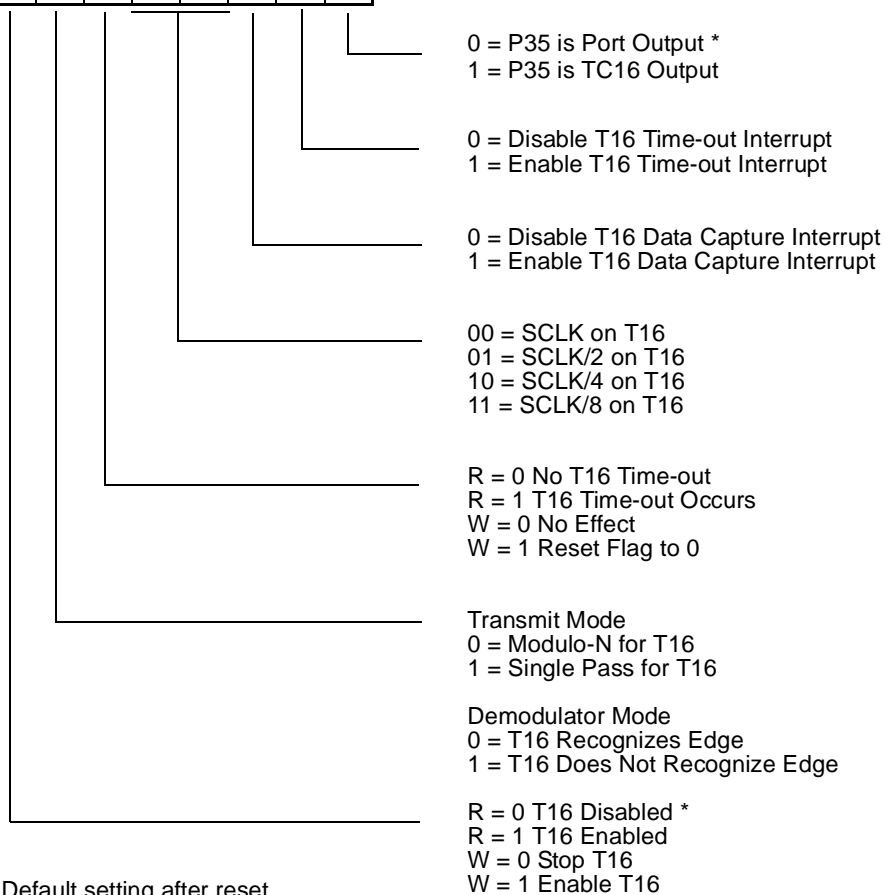 0 = P35 is Port Output *
1 = P35 is TC16 Output
0 = Disable T16 Time-out Interrupt
1 = Enable T16 Time-out Interrupt
0 = Disable T16 Data Capture Interrupt
1 = Enable T16 Data Capture Interrupt
00 = SCLK on T16
01 = SCLK/2 on T16
10 = SCLK/4 on T16
11 = SCLK/8 on T16
R = 0 No T16 Time-out
R = 1 T16 Time-out Occurs
W = 0 No Effect
W = 1 Reset Flag to 0
Transmit Mode
0 = Modulo-N for T16
1 = Single Pass for T16
Demodulator Mode
0 = T16 Recognizes Edge
1 = T16 Does Not Recognize Edge
R = 0 T16 Disabled *
R = 1 T16 Enabled
W = 0 Stop T16
W = 1 Enable T16
Default setting after reset